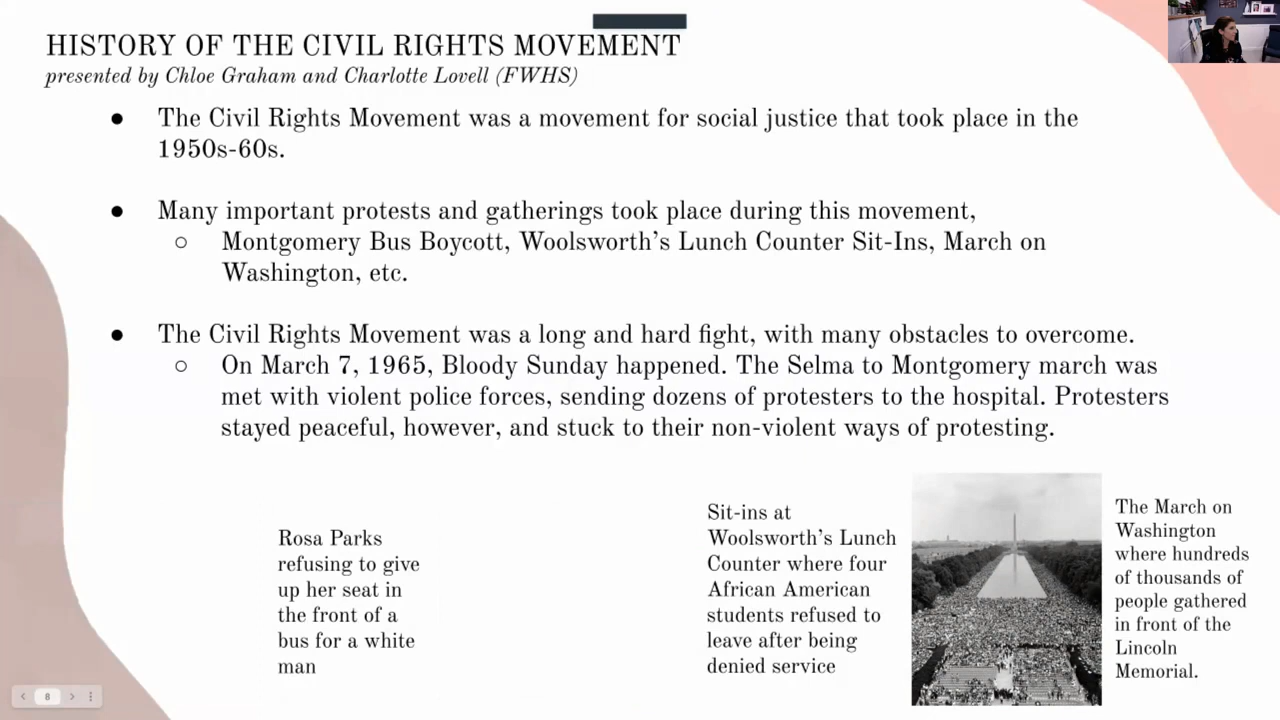 HISTORY OF THE CIVIL RIGHTS MOVEMENT
presented by Chloe Graham and Charlotte Lovell (FWHS)
● The Civil Rights Movement was a movement for social justice that took place in the
1950s-60s.
● Many important protests and gatherings took place during this movement,
○ Montgomery Bus Boycott, Woolsworth's Lunch Counter Sit-Ins, March on
Washington, etc.
● The Civil Rights Movement was a long and hard fight, with many obstacles to overcome.
○ On March 7, 1965, Bloody Sunday happened. The Selma to Montgomery march was
met with violent police forces, sending dozens of protesters to the hospital. Protesters
stayed peaceful, however, and stuck to their non-violent ways of protesting.
Rosa Parks
refusing to give
up her seat in
the front of a
bus for a white
man
Sit-ins at
Woolsworth's Lunch
Counter where four
African American
students refused to
leave after being
denied service
The March on
Washington
where hundreds
of thousands of
people gathered
in front of the
Lincoln
Memorial.
8